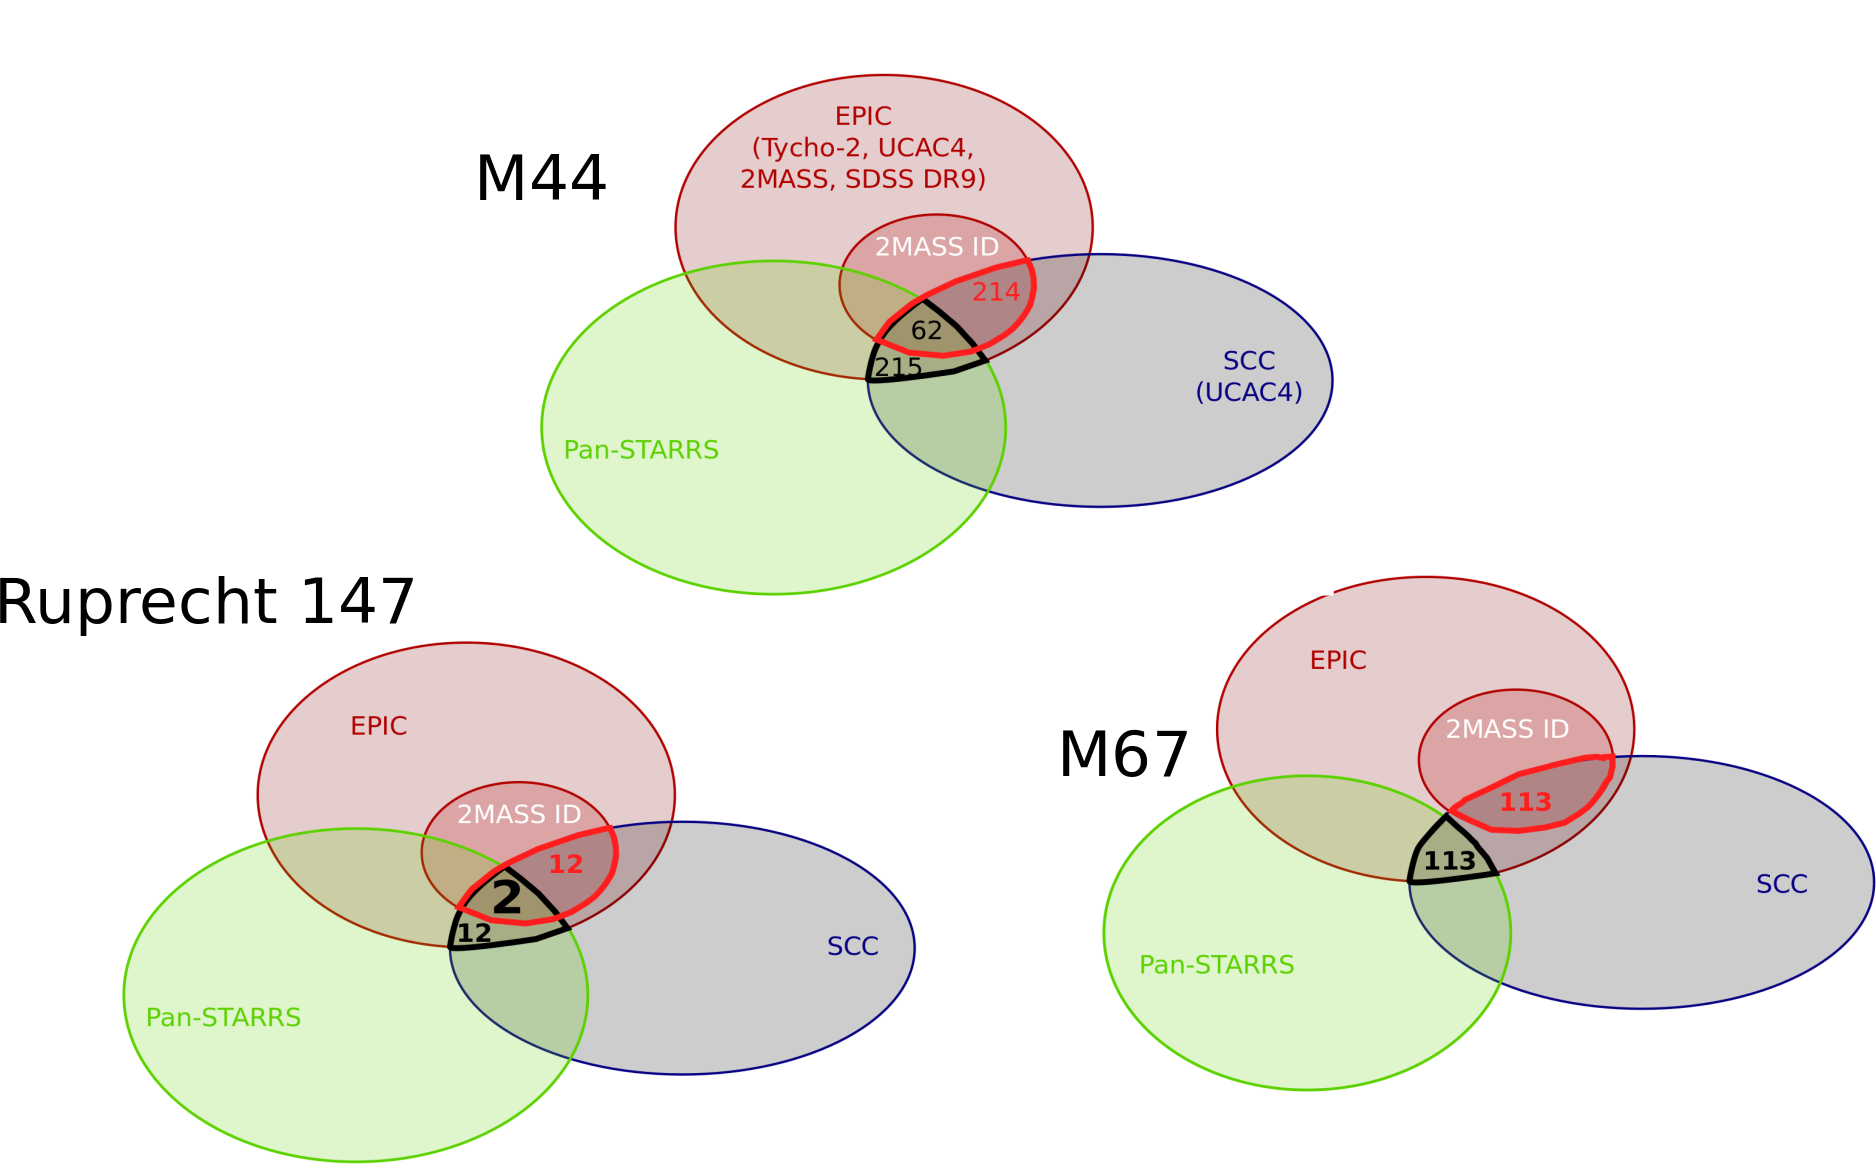 M44
EPIC
(Tycho-2, UCAC4,
2MASS, SDSS DR9)
2MASS ID
214
62
215
SCC
(UCAC4)
Pan-STARRS
Ruprecht 147
EPIC
2MASS ID
12
2
12
SCC
Pan-STARRS
M67
EPIC
2MASS ID
113
113
SCC
Pan-STARRS